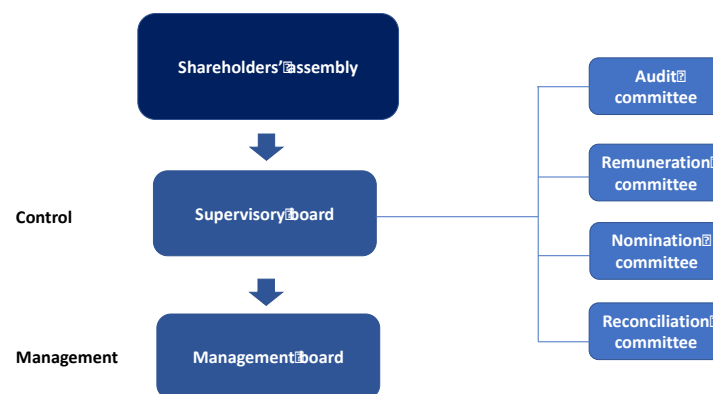 Shareholders’ assembly
Audit
committee
Remuneration
committee
Control
Supervisory board
Nomination
committee
Reconciliation
committee
Management
Management board